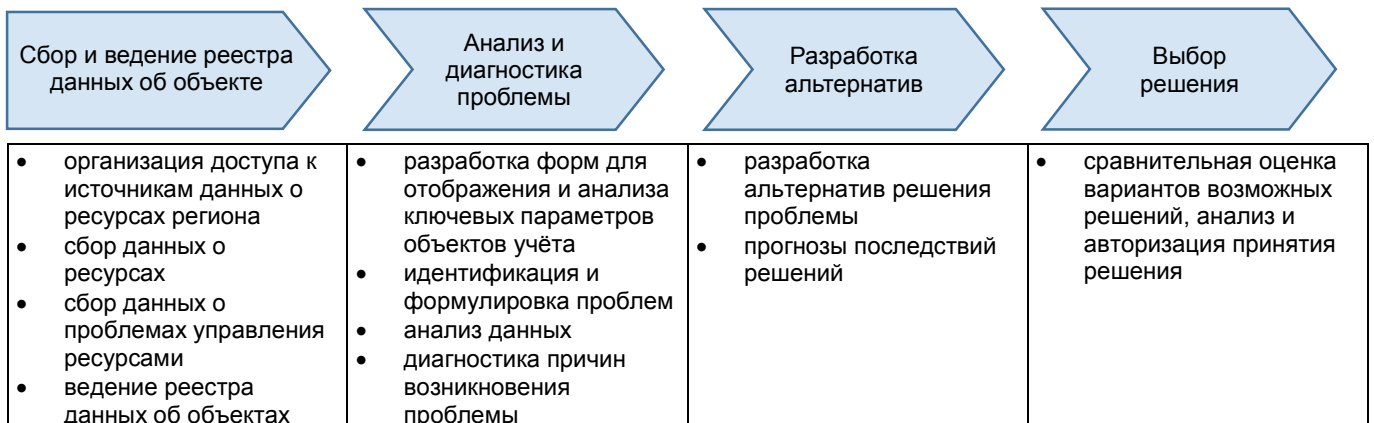 Сбор и ведение реестра
данных об объекте
Анализ и
диагностика
проблемы
Разработка
альтернатив
Выбор
решения
• организация доступа к
источникам данных о
ресурсах региона
• сбор данных о
ресурсах
• сбор данных о
проблемах управления
ресурсами
• ведение реестра
данных об объектах
• разработка форм для
отображения и анализа
ключевых параметров
объектов учёта
• идентификация и
формулировка проблем
• анализ данных
• диагностика причин
возникновения
проблемы
• разработка
альтернатив решения
проблемы
• прогнозы последствий
решений
• сравнительная оценка
вариантов возможных
решений, анализ и
авторизация принятия
решения